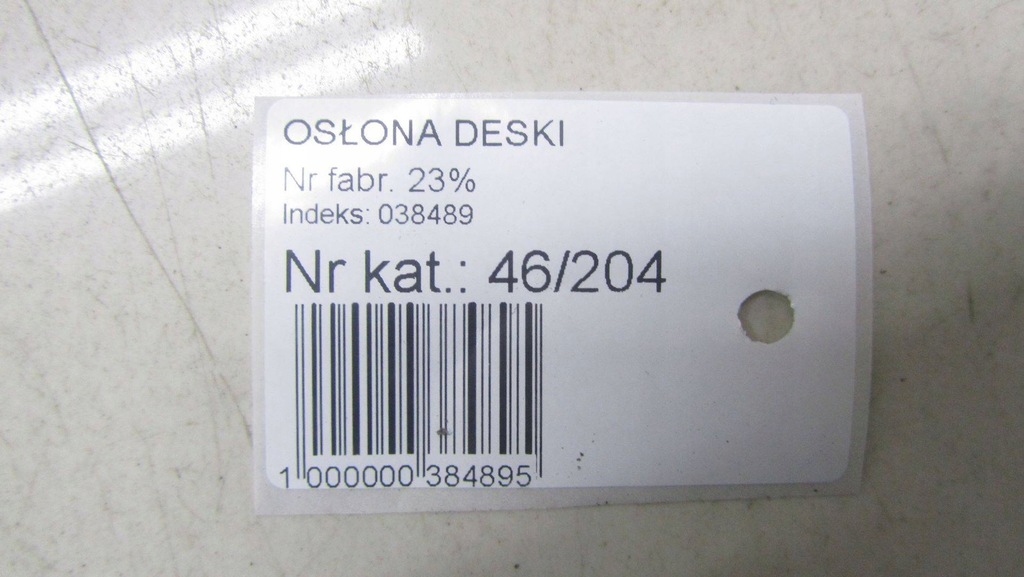 OSŁONA DESKI
Nr fabr. 23%
Indeks: 038489
Nr kat.: 46/204
1 000000 384895